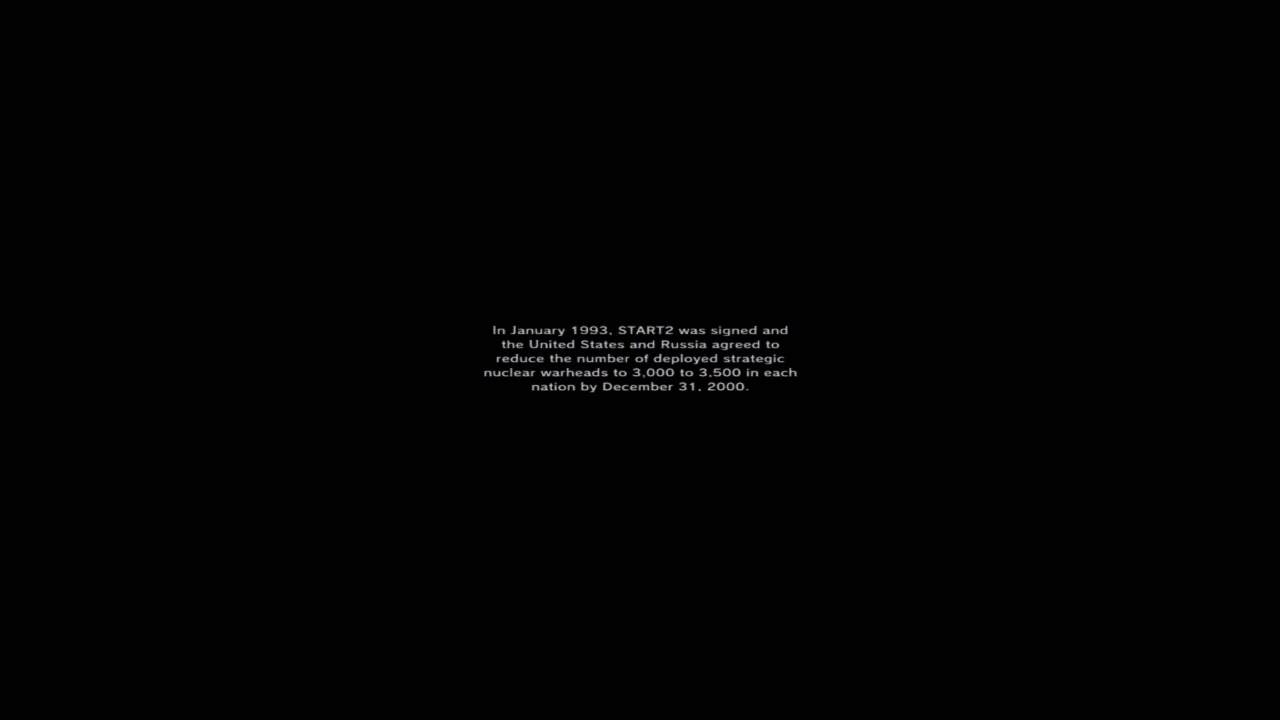 In January 1993, START2 was signed and
the United States and Russia agreed to
reduce the number of deployed strategic
nuclear warheads to 3,000 to 3,500 in each
nation by December 31, 2000.